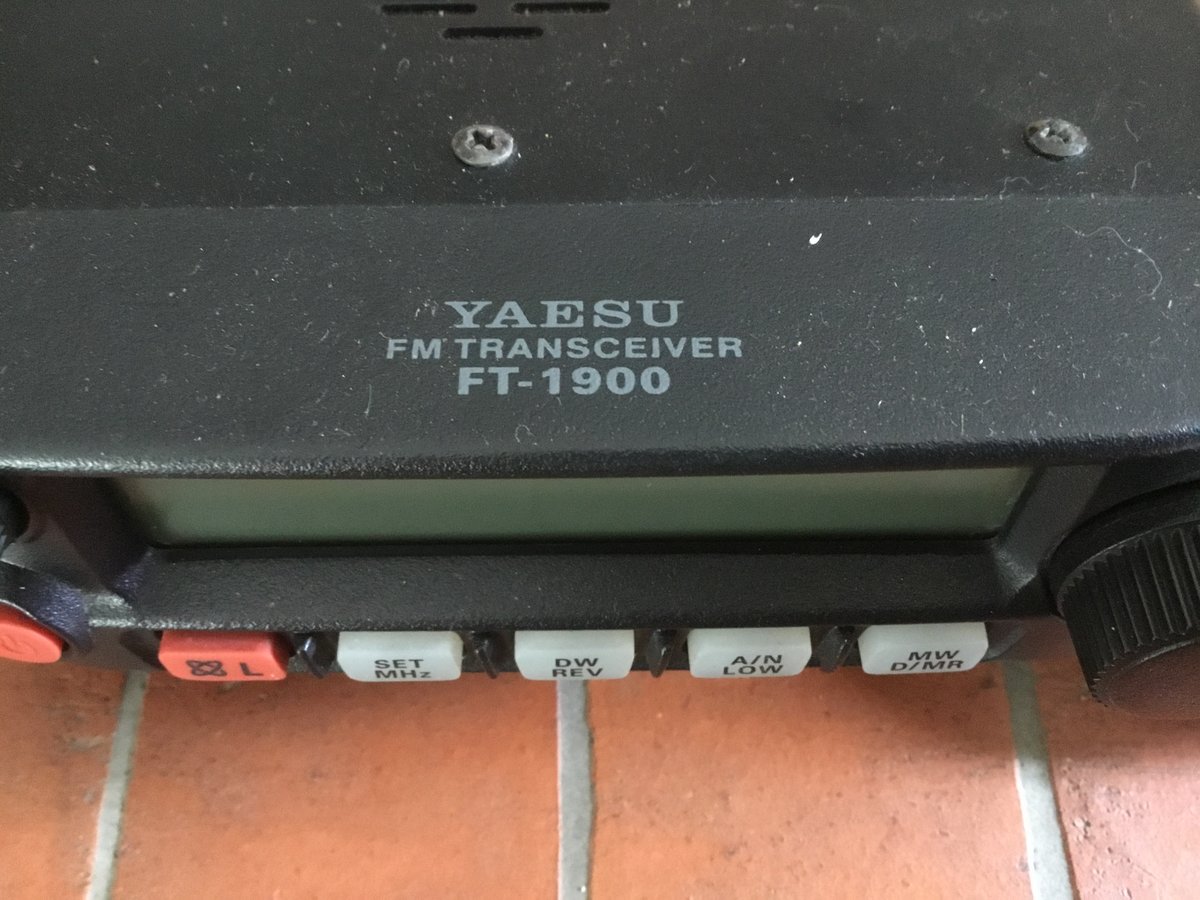 YAESU
FM TRANSCEIVER
FT-1900
L
SET
MHz
DW
REV
A/N
LOW
MW
D/MR